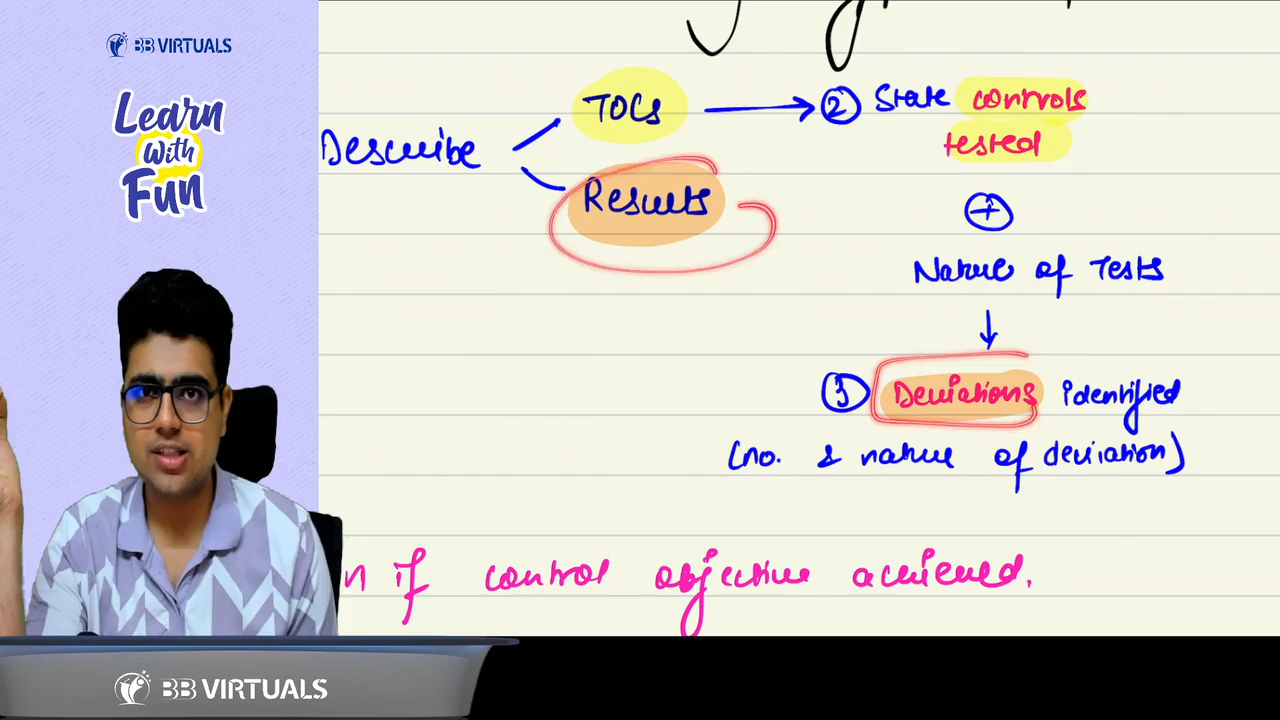 BB VIRTUALS
Learn
With
Fun
Describe
TOCs → ② State controls
tested
Results
+
Nature of Tests
↓
③ Deviations identified
(no. & nature of deviation)
n if control objective achieved.
BB VIRTUALS